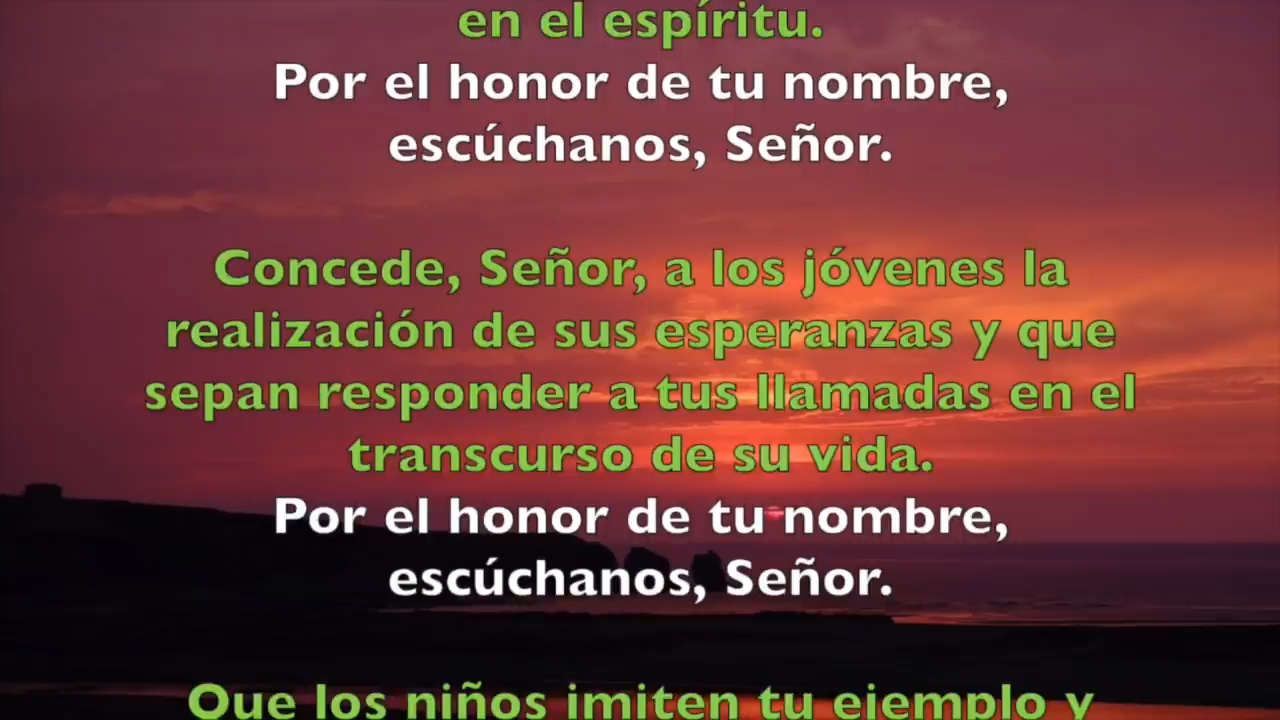 en el espíritu.
Por el honor de tu nombre,
escúchanos, Señor.
Concede, Señor, a los jóvenes la
realización de sus esperanzas y que
sepan responder a tus llamadas en el
transcurso de su vida.
Por el honor de tu nombre,
escúchanos, Señor.
Que los niños imiten tu ejemplo y